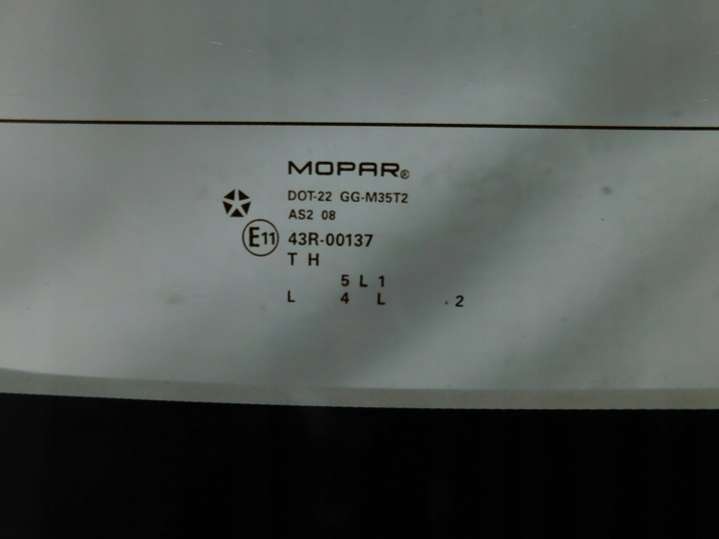 MOPAR®
DOT-22 GG-M35T2
AS2 08
E11 43R-00137
T H
5 L 1
L 4 L . 2